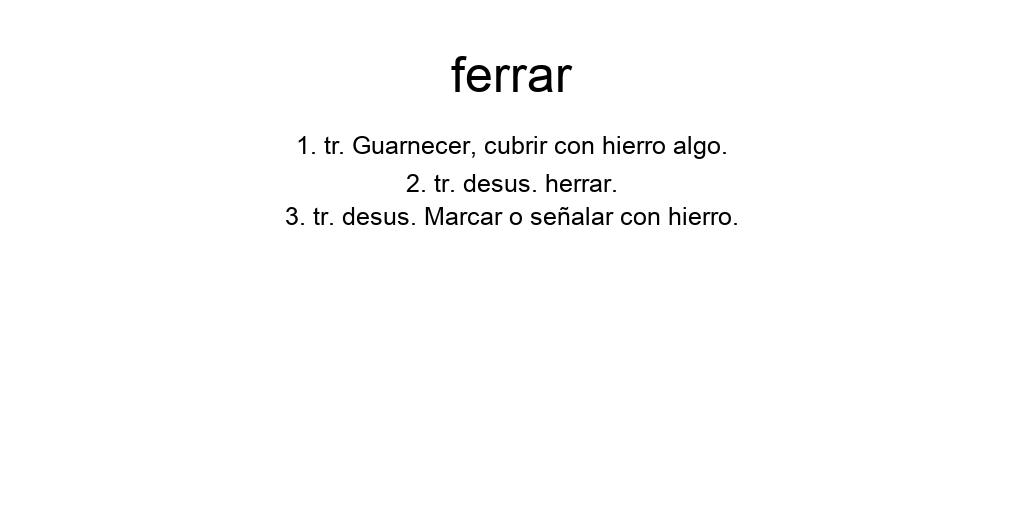 ferrar
1. tr. Guarnecer, cubrir con hierro algo.
2. tr. desus. herrar.
3. tr. desus. Marcar o señalar con hierro.